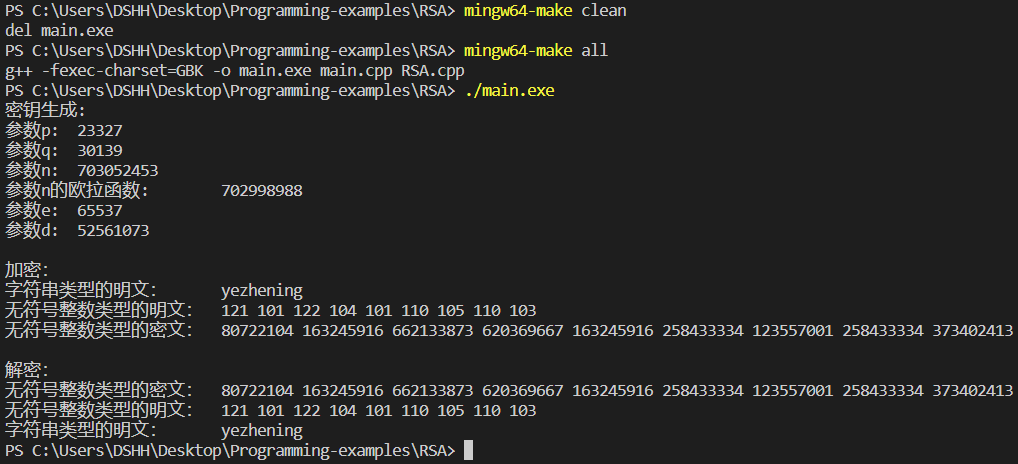 PS C:\Users\DSHH\Desktop\Programming-examples\RSA> mingw64-make clean
del main.exe
PS C:\Users\DSHH\Desktop\Programming-examples\RSA> mingw64-make all
g++ -fexec-charset=GBK -o main.exe main.cpp RSA.cpp
PS C:\Users\DSHH\Desktop\Programming-examples\RSA> ./main.exe
密钥生成:
参数p: 23327
参数q: 30139
参数n: 703052453
参数n的欧拉函数: 702998988
参数e: 65537
参数d: 52561073
加密:
字符串类型的明文: yezhening
无符号整数类型的明文: 121 101 122 104 101 110 105 110 103
无符号整数类型的密文: 80722104 163245916 662133873 620369667 163245916 258433334 123557001 258433334 373402413
解密:
无符号整数类型的密文: 80722104 163245916 662133873 620369667 163245916 258433334 123557001 258433334 373402413
无符号整数类型的明文: 121 101 122 104 101 110 105 110 103
字符串类型的明文: yezhening
PS C:\Users\DSHH\Desktop\Programming-examples\RSA>